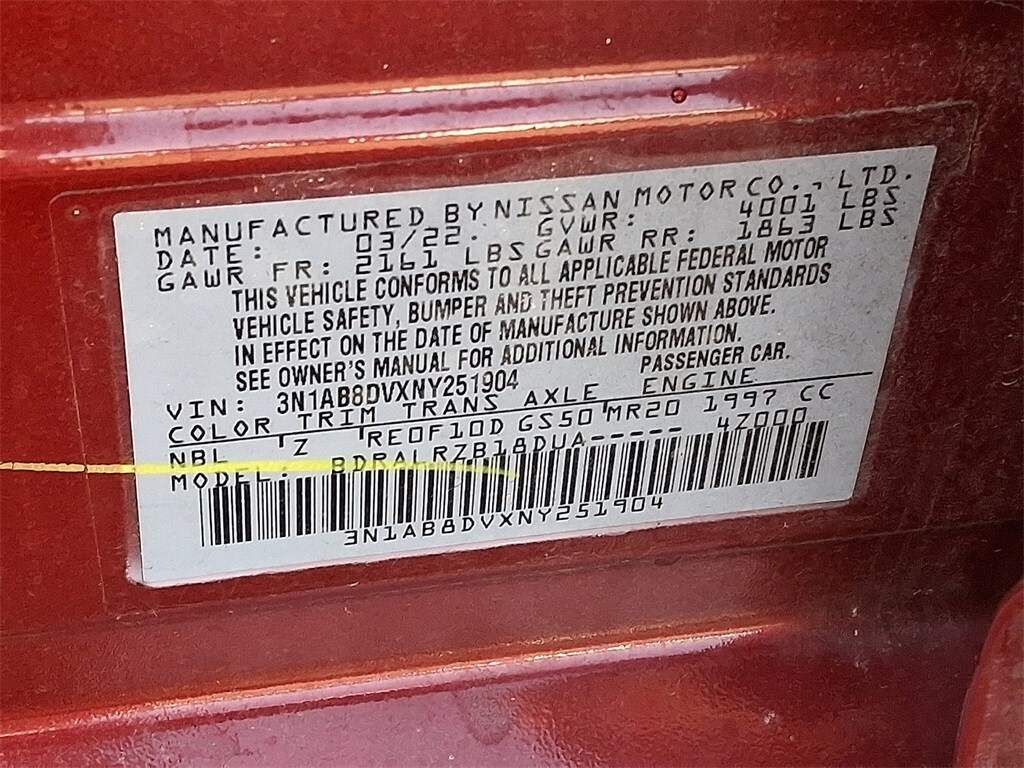 MANUFACTURED BY NISSAN MOTOR CO., LTD.
DATE: 03/22. GVWR: 4001 LBS
GAWR FR: 2161 LBS GAWR RR: 1863 LBS
THIS VEHICLE CONFORMS TO ALL APPLICABLE FEDERAL MOTOR
VEHICLE SAFETY, BUMPER AND THEFT PREVENTION STANDARDS
IN EFFECT ON THE DATE OF MANUFACTURE SHOWN ABOVE.
SEE OWNER'S MANUAL FOR ADDITIONAL INFORMATION.
VIN: 3N1AB8DVXNY251904 PASSENGER CAR.
COLOR TRIM TRANS AXLE ENGINE
NBL Z RE0F10D GS50 MR20 1997 CC
MODEL: BDRALRZB18DUA----- 4Z000
3N1AB8DVXNY251904